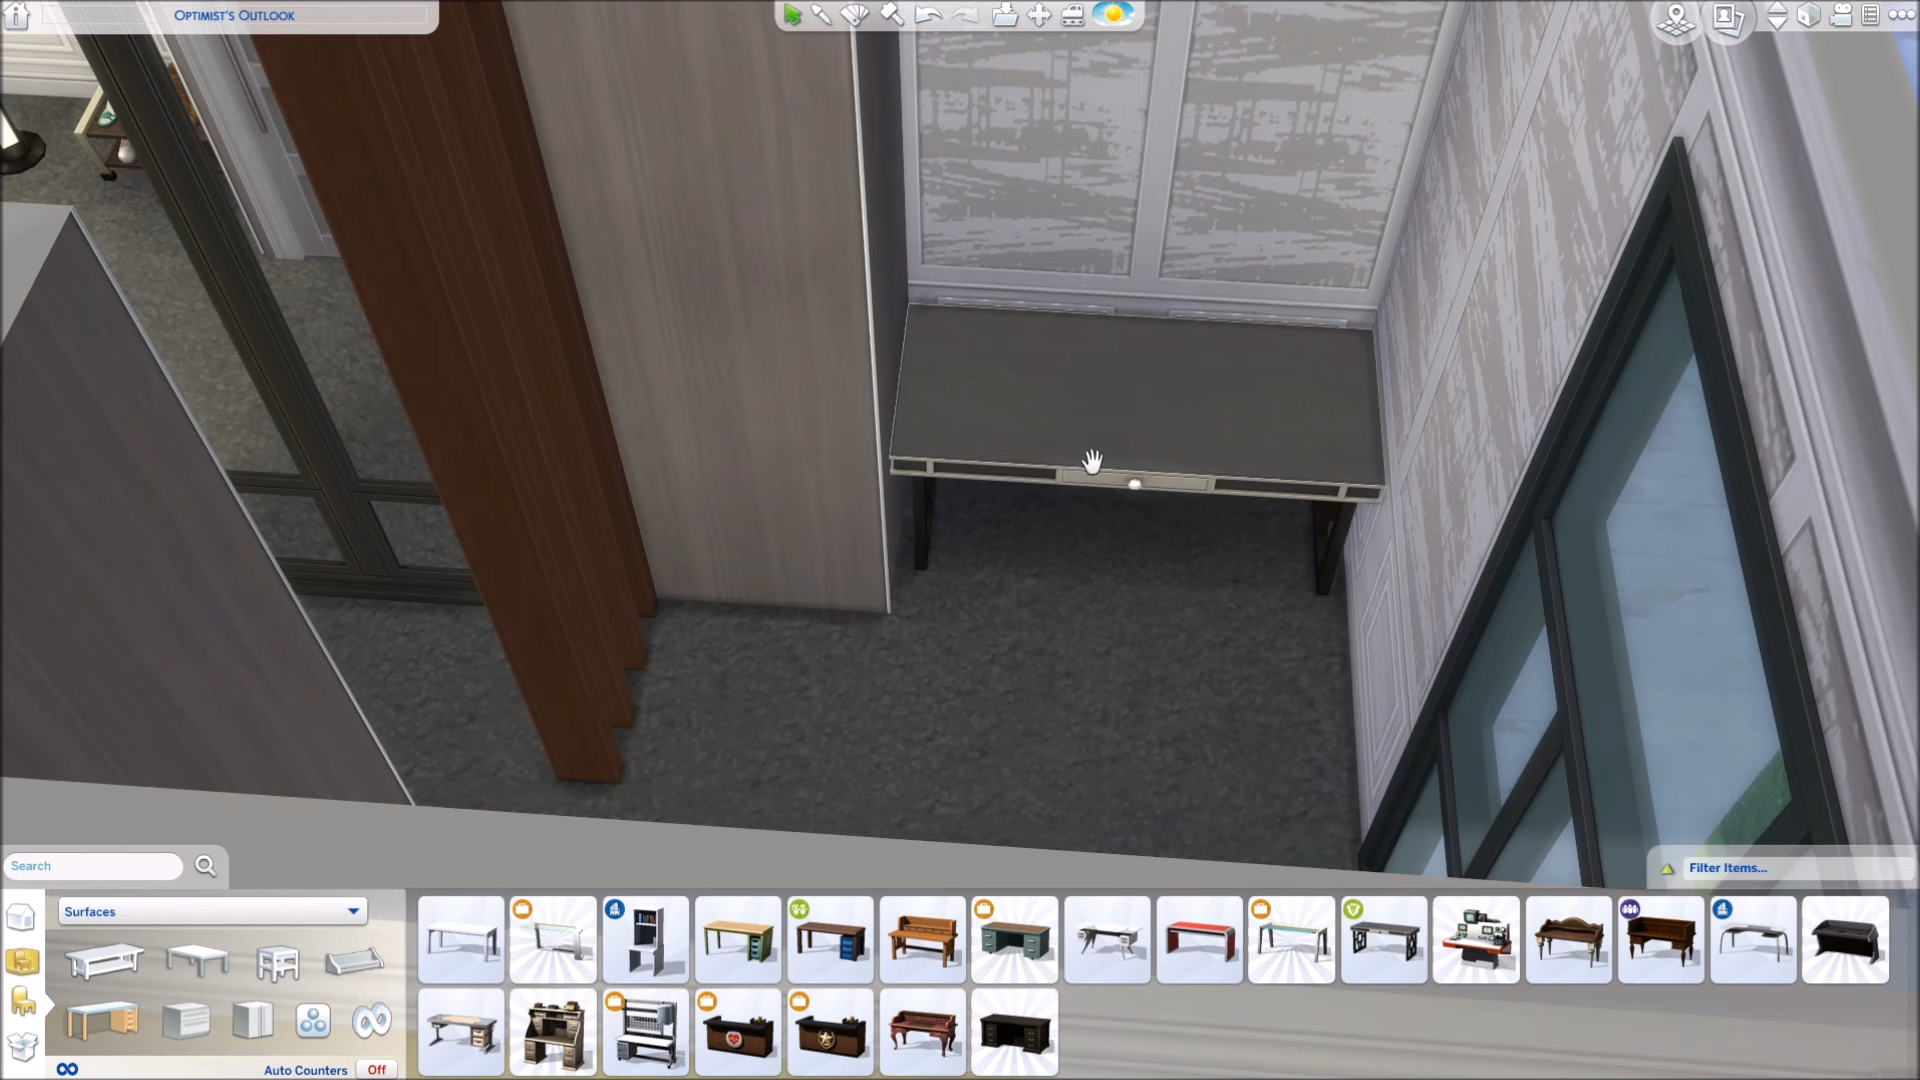 Optimist's Outlook
Search
Filter Items...
Surfaces
Auto Counters Off